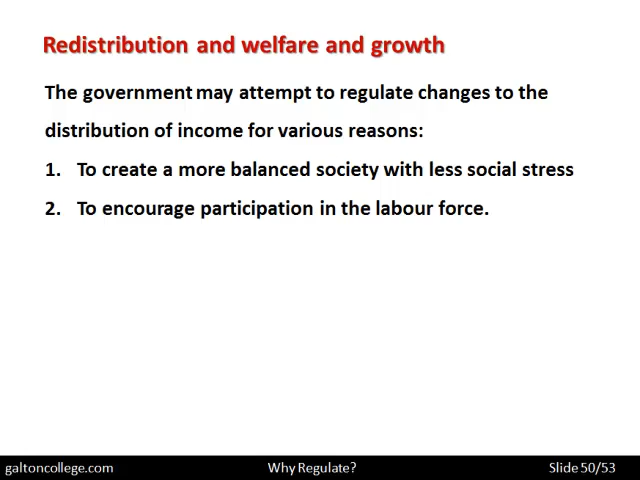 Redistribution and welfare and growth
The government may attempt to regulate changes to the
distribution of income for various reasons:
1. To create a more balanced society with less social stress
2. To encourage participation in the labour force.
galtoncollege.com Why Regulate? Slide 50/53